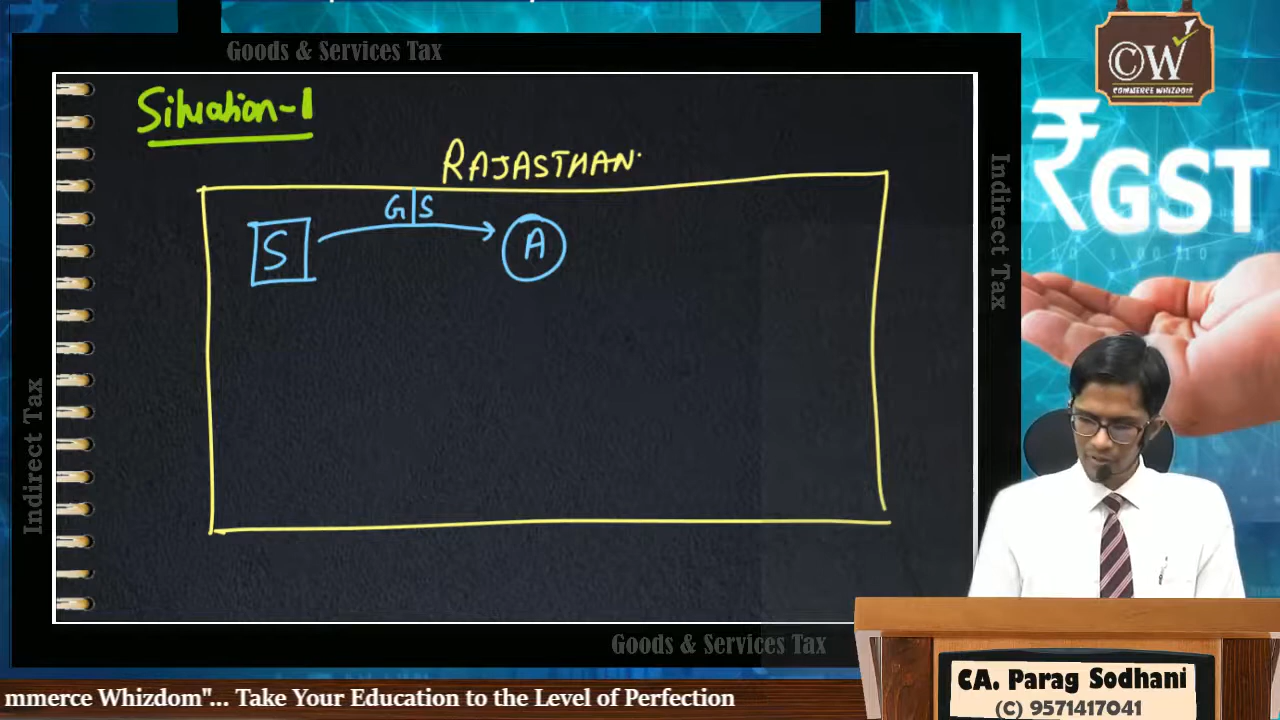 Goods & Services Tax
©W
COMMERCE WHIZDOM
Situation-1
RAJASTHAN
G|S
S
A
₹GST
Indirect Tax
Indirect Tax
Goods & Services Tax
CA. Parag Sodhani
(C) 9571417041
mmerce Whizdom"... Take Your Education to the Level of Perfection